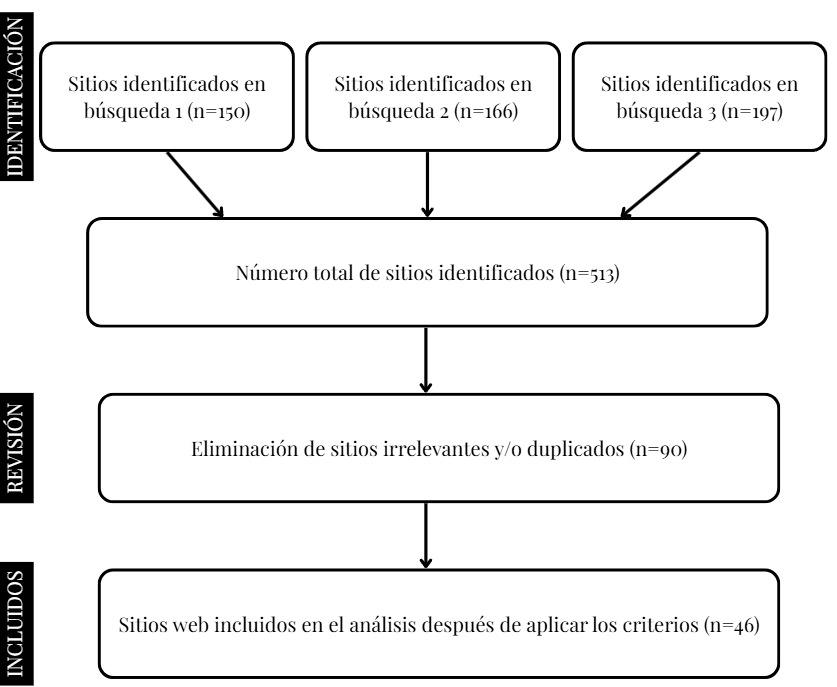 IDENTIFICACIÓN
Sitios identificados en
búsqueda 1 (n=150)
Sitios identificados en
búsqueda 2 (n=166)
Sitios identificados en
búsqueda 3 (n=197)
Número total de sitios identificados (n=513)
REVISIÓN
Eliminación de sitios irrelevantes y/o duplicados (n=90)
INCLUIDOS
Sitios web incluidos en el análisis después de aplicar los criterios (n=46)